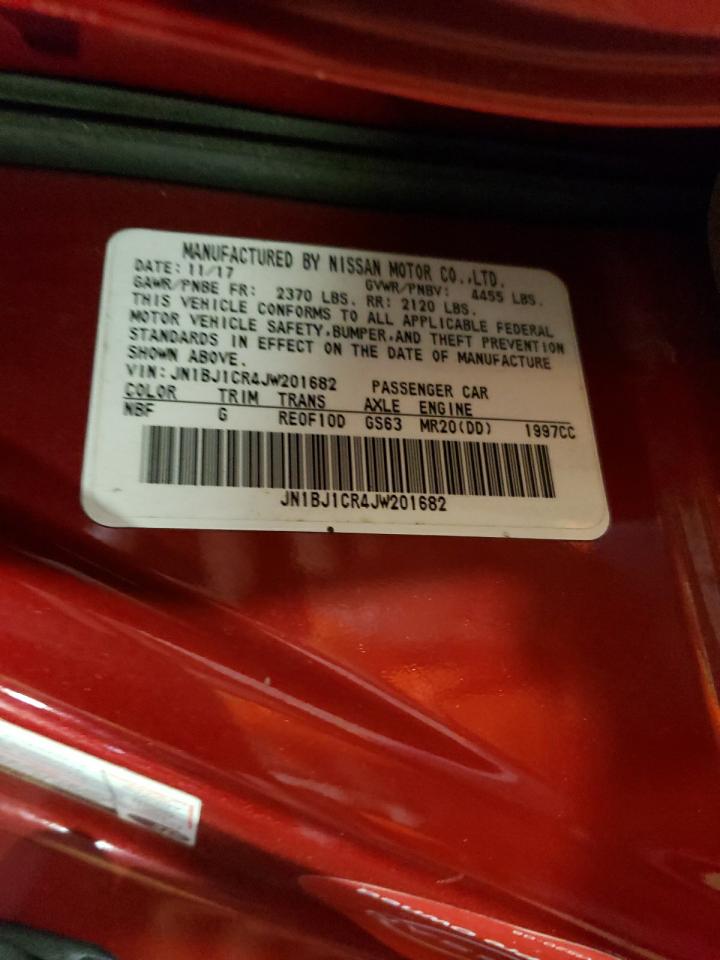 MANUFACTURED BY NISSAN MOTOR CO.,LTD.
DATE: 11/17 GVWR/PNBV: 4455 LBS.
GAWR/PNBE FR: 2370 LBS. RR: 2120 LBS.
THIS VEHICLE CONFORMS TO ALL APPLICABLE FEDERAL
MOTOR VEHICLE SAFETY,BUMPER,AND THEFT PREVENTION
STANDARDS IN EFFECT ON THE DATE OF MANUFACTURE
SHOWN ABOVE.
VIN: JN1BJ1CR4JW201682 PASSENGER CAR
COLOR TRIM TRANS AXLE ENGINE
NBF G RE0F10D GS63 MR20(DD) 1997CC
JN1BJ1CR4JW201682